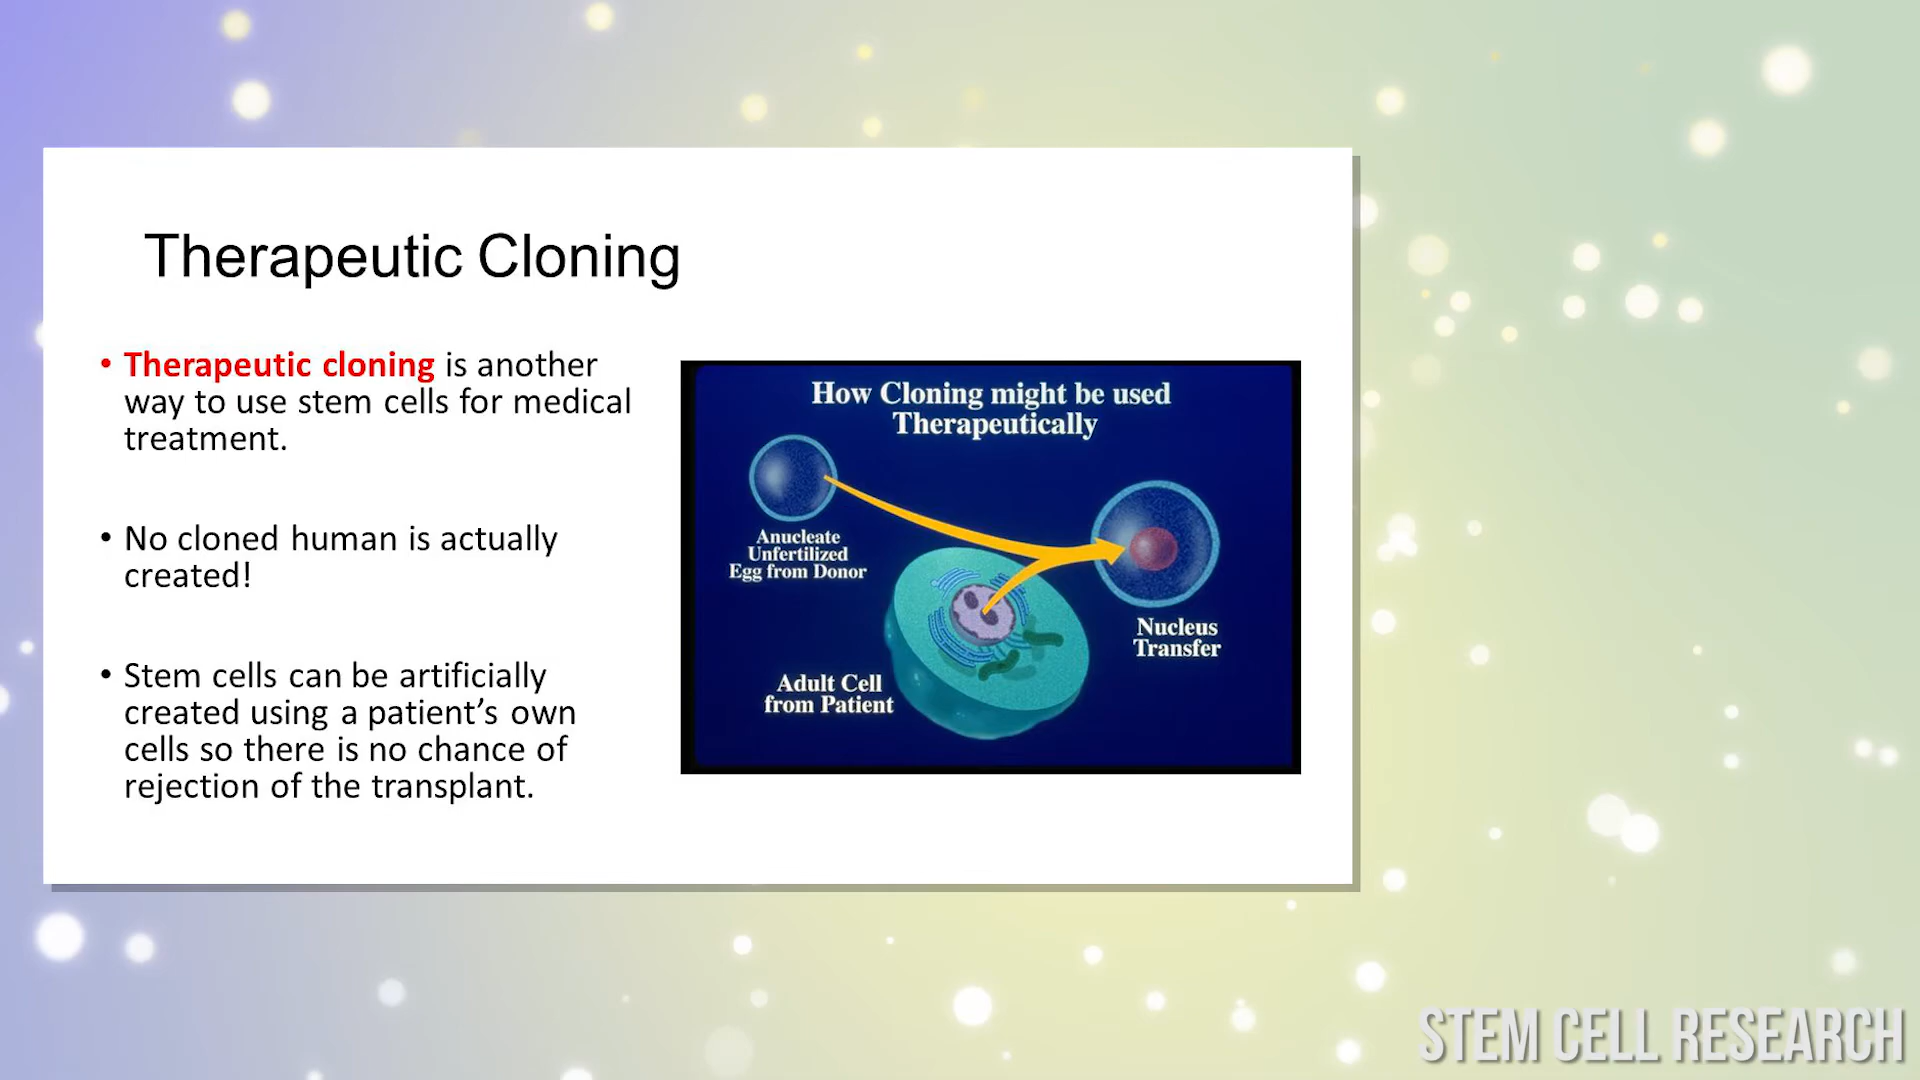 Therapeutic Cloning
• Therapeutic cloning is another
way to use stem cells for medical
treatment.
• No cloned human is actually
created!
• Stem cells can be artificially
created using a patient’s own
cells so there is no chance of
rejection of the transplant.
How Cloning might be used
Therapeutically
Anucleate
Unfertilized
Egg from Donor
Nucleus
Transfer
Adult Cell
from Patient
STEM CELL RESEARCH